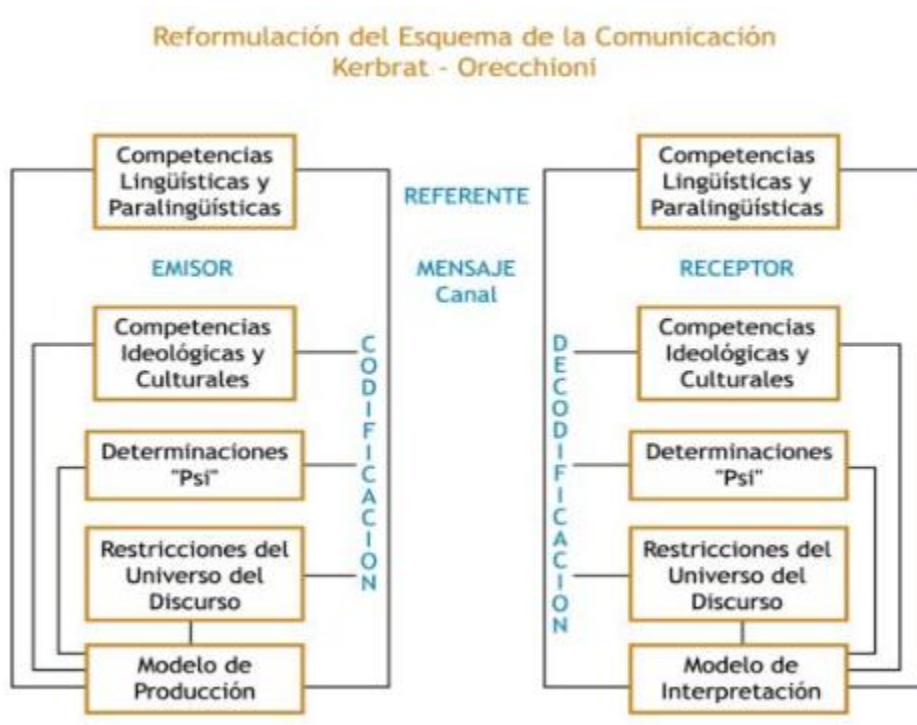 Reformulación del Esquema de la Comunicación
Kerbrat - Orecchioni
Competencias
Lingüísticas y
Paralingüísticas
EMISOR
Competencias
Ideológicas y
Culturales
Determinaciones
"Psi"
Restricciones del
Universo del
Discurso
Modelo de
Producción
CODIFICACION
REFERENTE
MENSAJE
Canal
DECODIFICACION
Competencias
Lingüísticas y
Paralingüísticas
RECEPTOR
Competencias
Ideológicas y
Culturales
Determinaciones
"Psi"
Restricciones del
Universo del
Discurso
Modelo de
Interpretación